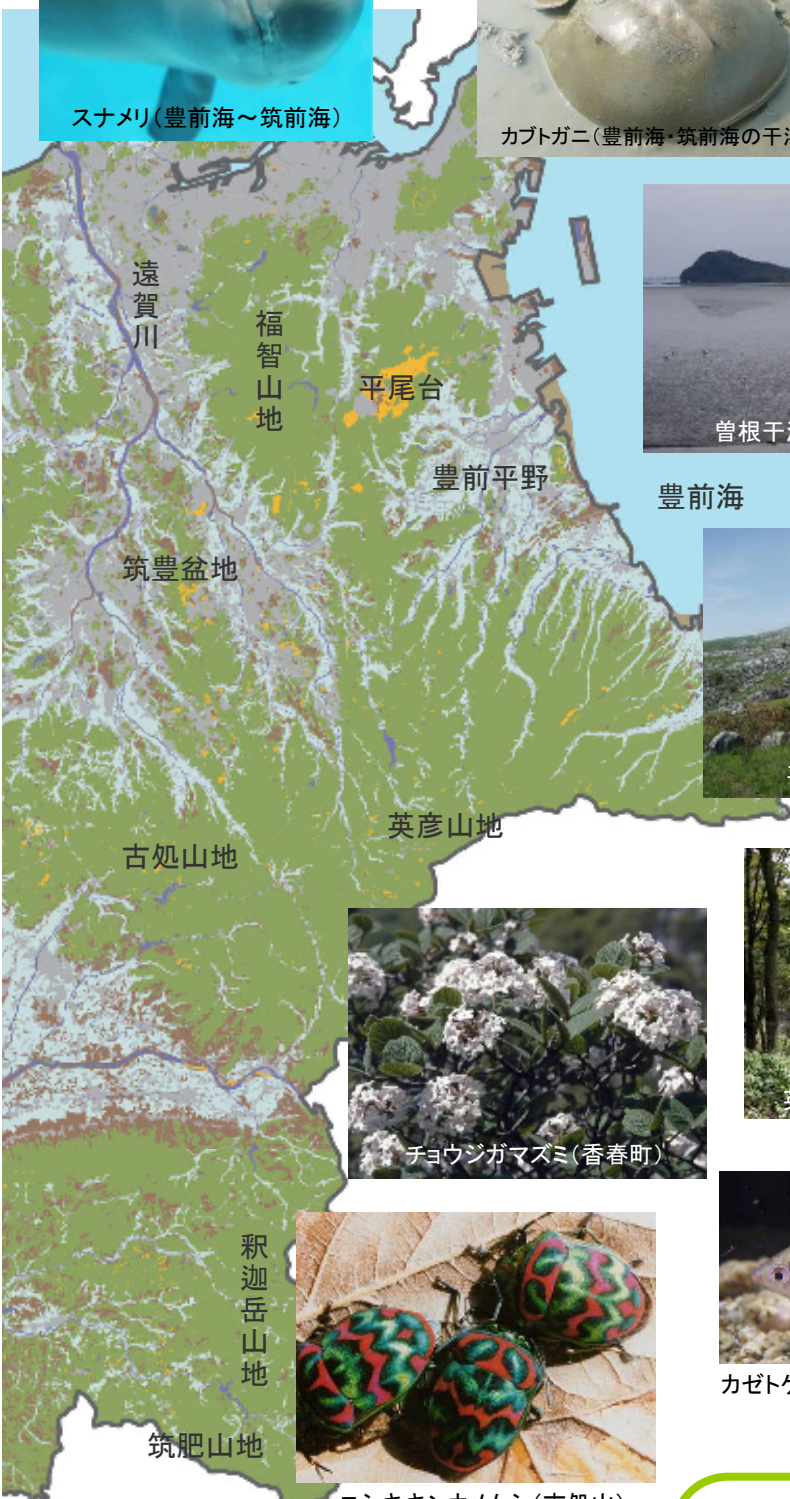 スナメリ(豊前海～筑前海)
カブトガニ(豊前海・筑前海の干
遠賀川
福智山地
平尾台
曽根干
豊前平野
豊前海
筑豊盆地
英彦山地
古処山地
チョウジガマズミ(香春町)
釈迦岳山地
カゼトゲ
筑肥山地